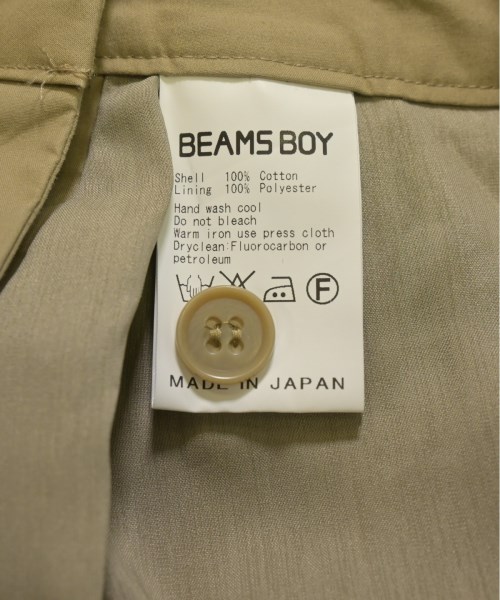 BEAMS BOY
Shell 100% Cotton
Lining 100% Polyester
Hand wash cool
Do not bleach
Warm iron use press cloth
Dryclean:Fluorocarbon or
petroleum
F
MADE IN JAPAN